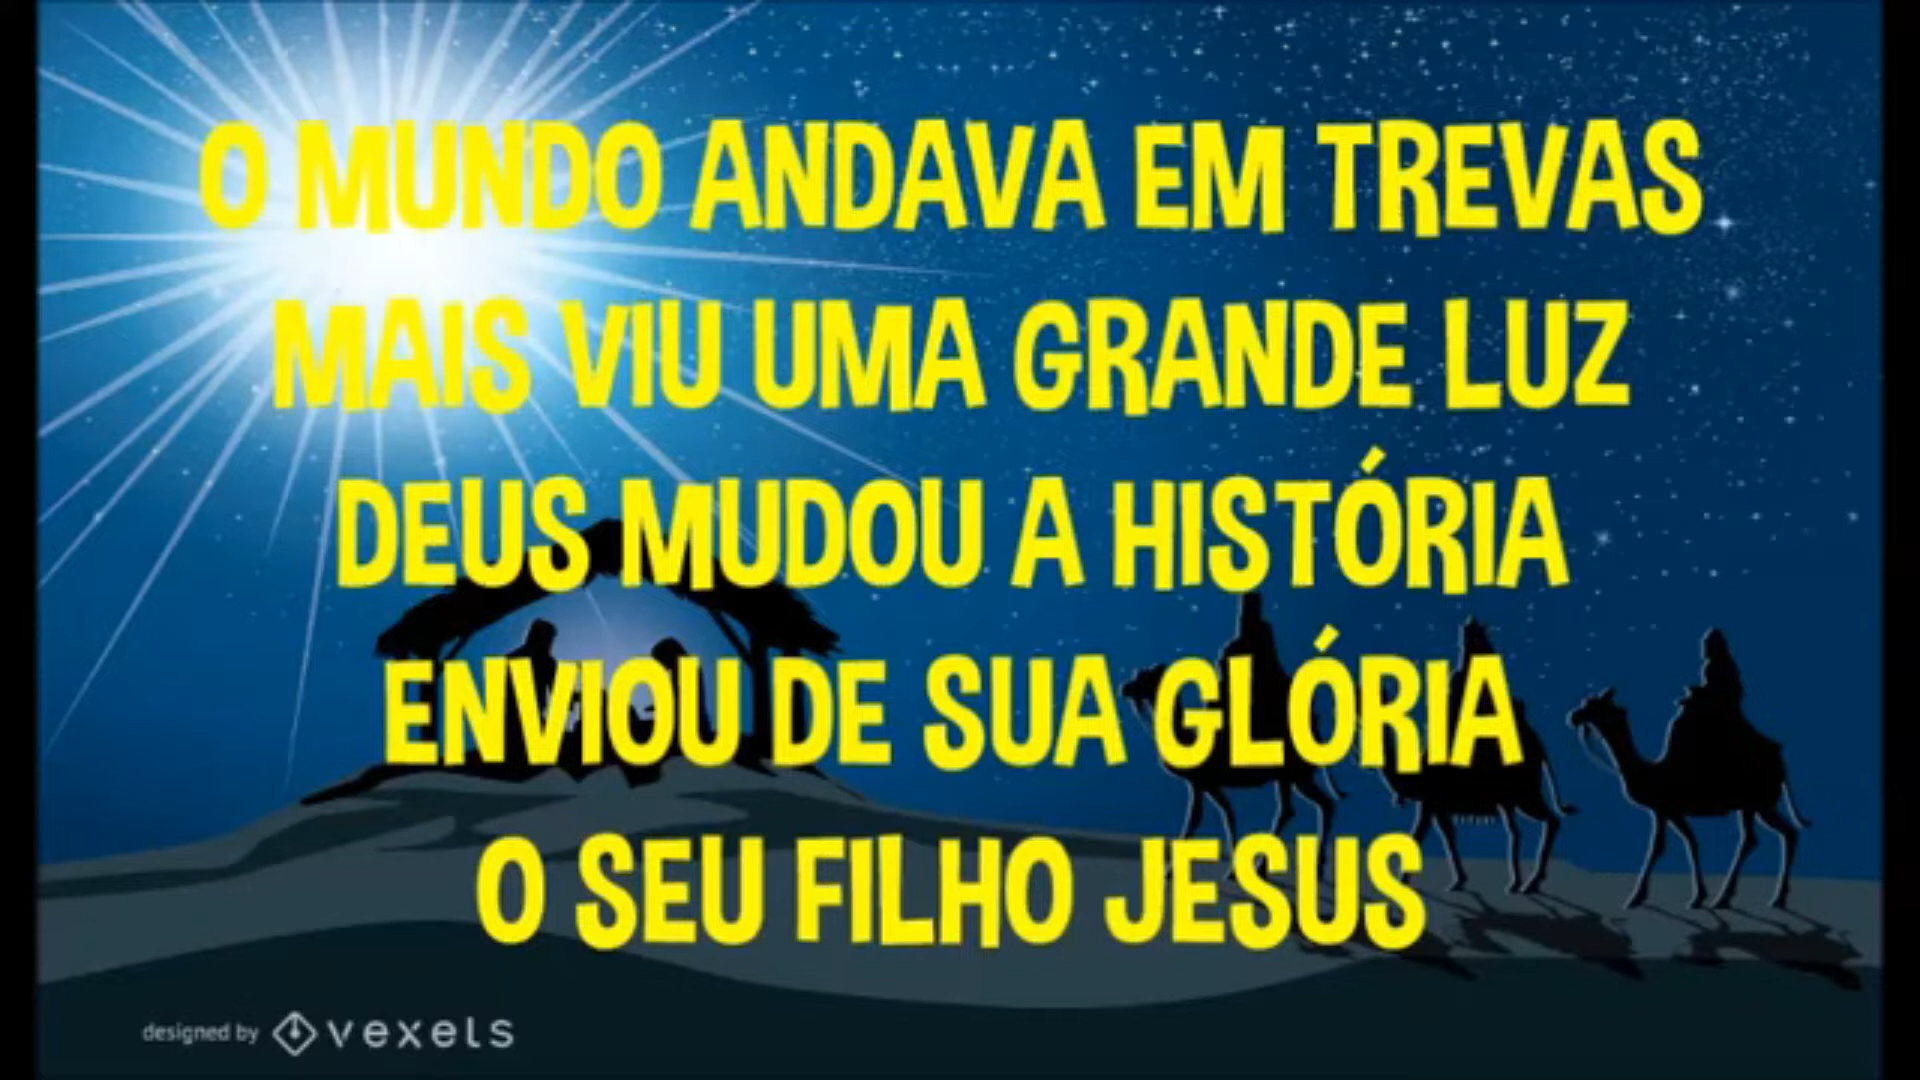 O MUNDO ANDAVA EM TREVAS
MAIS VIU UMA GRANDE LUZ
DEUS MUDOU A HISTÓRIA
ENVIOU DE SUA GLÓRIA
O SEU FILHO JESUS
designed by vexels